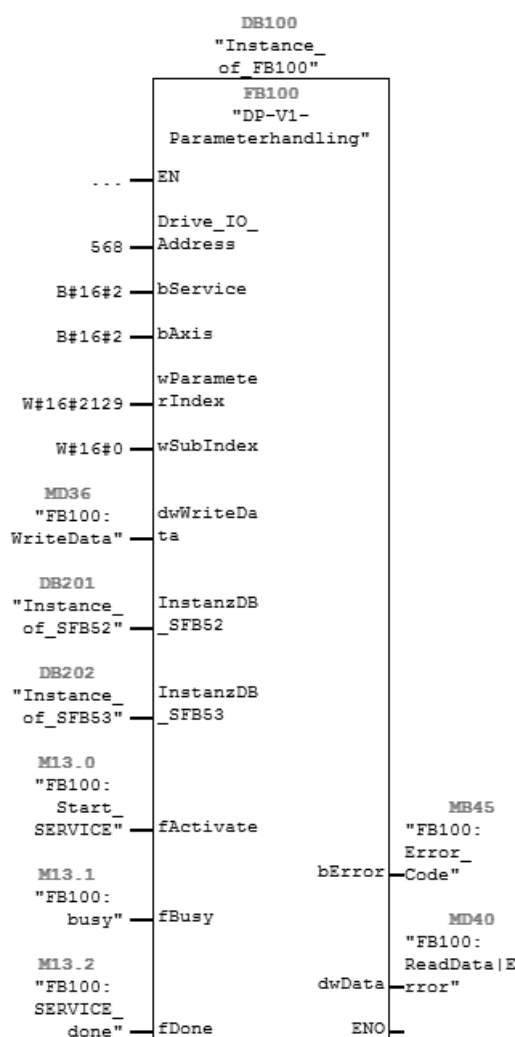 DB100
"Instance_
of_FB100"
FB100
"DP-V1-
Parameterhandling"
... EN
Drive_IO_
568 Address
B#16#2 bService
B#16#2 bAxis
wParamete
W#16#2129 rIndex
W#16#0 wSubIndex
MD36
"FB100: dwWriteDa
WriteData" ta
DB201
"Instance_ InstanzDB
of_SFB52" _SFB52
DB202
"Instance_ InstanzDB
of_SFB53" _SFB53
M13.0
"FB100:
Start_
SERVICE" fActivate
MB45
"FB100:
Error_
bError Code"
M13.1
"FB100:
busy" fBusy
MD40
"FB100:
ReadData|E
dwData rror"
M13.2
"FB100:
SERVICE_
done" fDone ENO